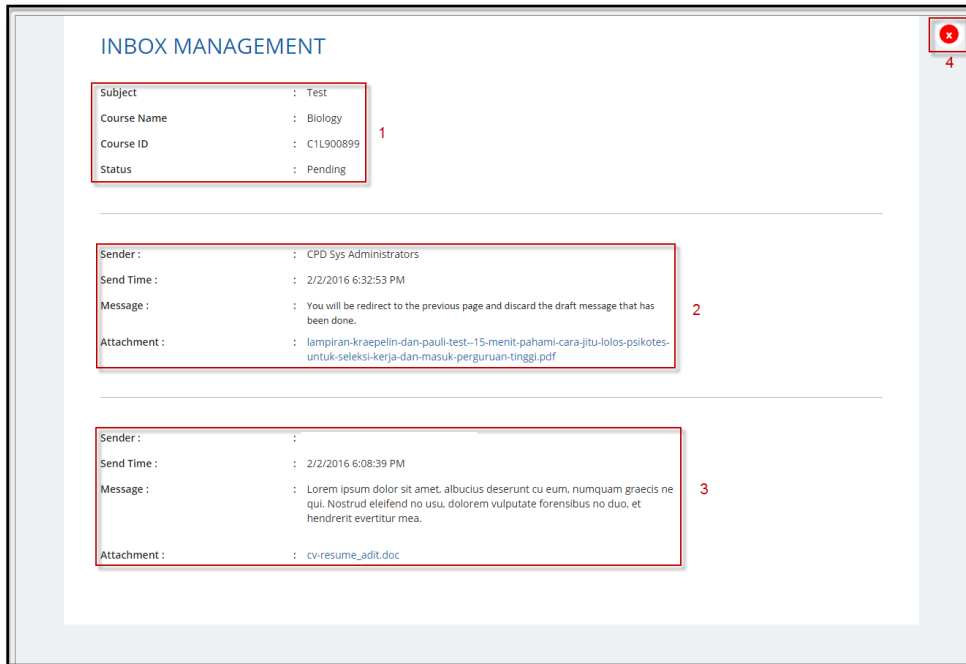 INBOX MANAGEMENT
x
4
Subject : Test
Course Name : Biology
1
Course ID : C1L900899
Status : Pending
Sender : : CPD Sys Administrators
Send Time : : 2/2/2016 6:32:53 PM
Message : : You will be redirect to the previous page and discard the draft message that has
been done.
2
Attachment : : lampiran-kraepelin-dan-pauli-test--15-menit-pahami-cara-jitu-lolos-psikotes-
untuk-seleksi-kerja-dan-masuk-perguruan-tinggi.pdf
Sender : :
Send Time : : 2/2/2016 6:08:39 PM
Message : : Lorem ipsum dolor sit amet, albucius deserunt cu eum, numquam graecis ne
3
qui. Nostrud eleifend no usu, dolorem vulputate forensibus no duo, et
hendrerit evertitur mea.
Attachment : : cv-resume_adit.doc